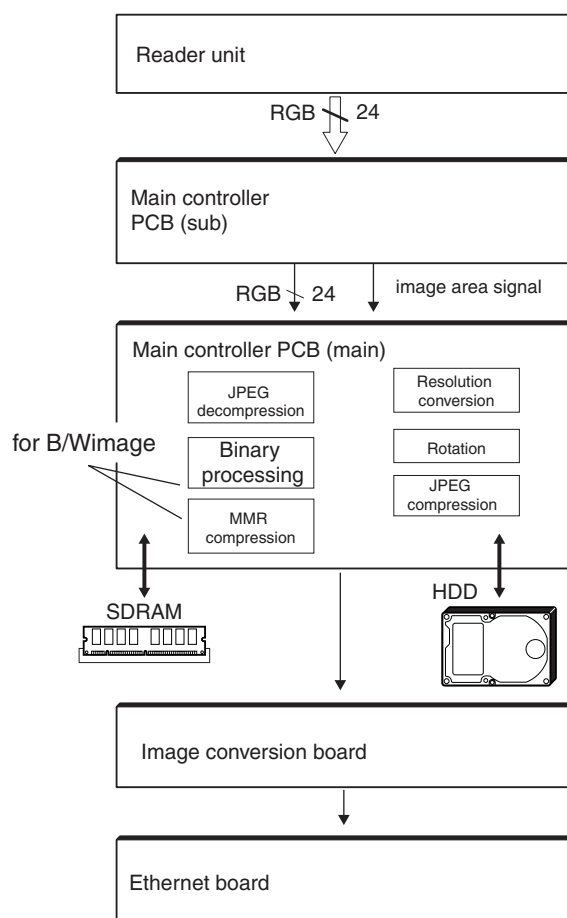 Reader unit
RGB 24
Main controller
PCB (sub)
RGB 24
image area signal
Main controller PCB (main)
JPEG
decompression
Resolution
conversion
for B/Wimage
Binary
processing
Rotation
MMR
compression
JPEG
compression
SDRAM
HDD
Image conversion board
Ethernet board